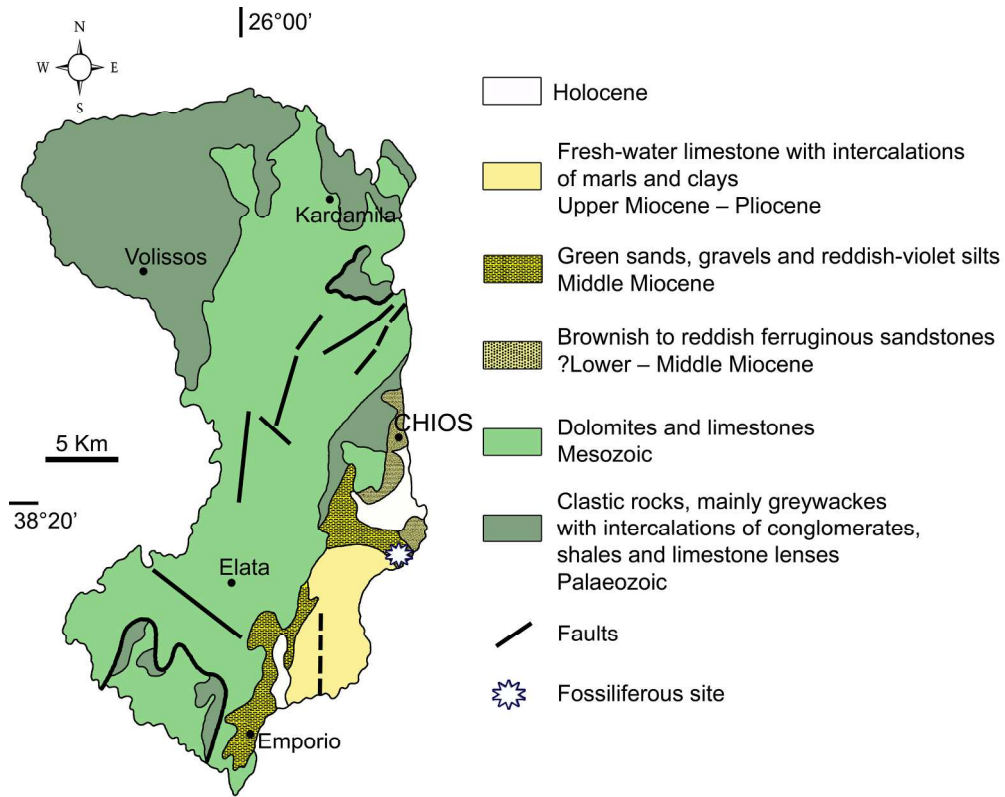 26°00’
N
W E
S
Kardamila
Volissos
CHIOS
5 Km
38°20’
Elata
Emporio
Holocene
Fresh-water limestone with intercalations
of marls and clays
Upper Miocene – Pliocene
Green sands, gravels and reddish-violet silts
Middle Miocene
Brownish to reddish ferruginous sandstones
?Lower – Middle Miocene
Dolomites and limestones
Mesozoic
Clastic rocks, mainly greywackes
with intercalations of conglomerates,
shales and limestone lenses
Palaeozoic
Faults
Fossiliferous site